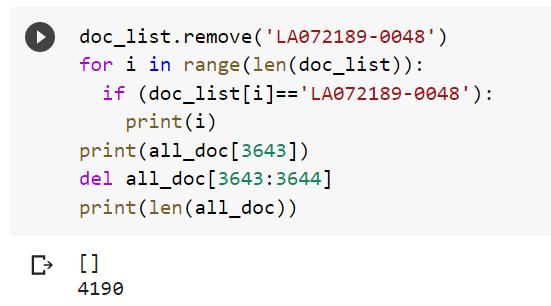 doc_list.remove('LA072189-0048')
for i in range(len(doc_list)):
  if (doc_list[i]=='LA072189-0048'):
    print(i)
print(all_doc[3643])
del all_doc[3643:3644]
print(len(all_doc))
[]
4190